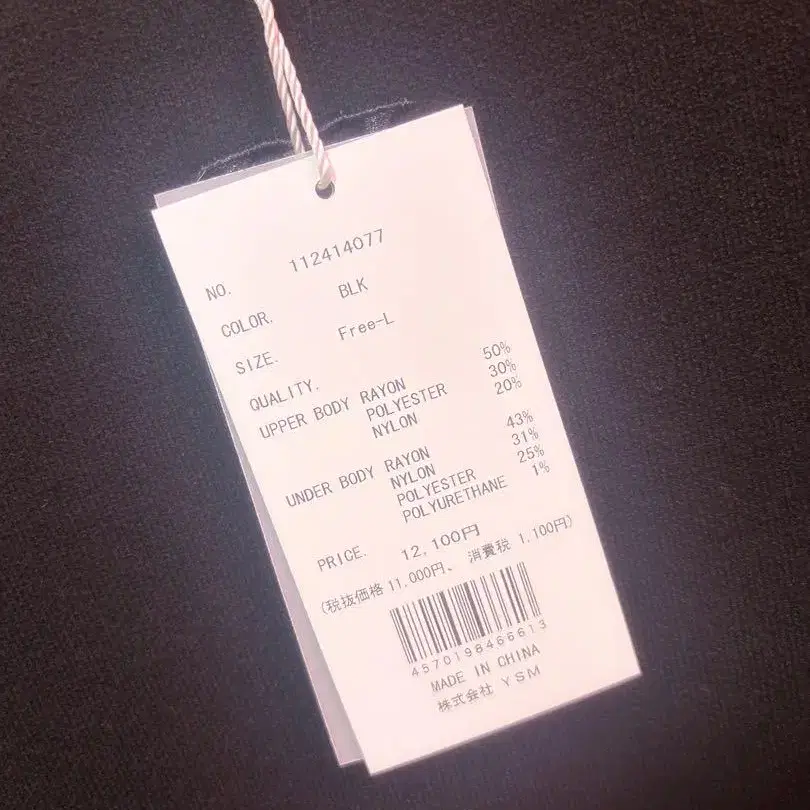 NO. 112414077
COLOR. BLK
SIZE. Free-L
QUALITY.
UPPER BODY RAYON 50%
POLYESTER 30%
NYLON 20%
UNDER BODY RAYON 43%
NYLON 31%
POLYESTER 25%
POLYURETHANE 1%
PRICE. 12,100円
(税抜価格 11,000円、 消費税 1,100円)
4570198466613
MADE IN CHINA
株式会社 YSM